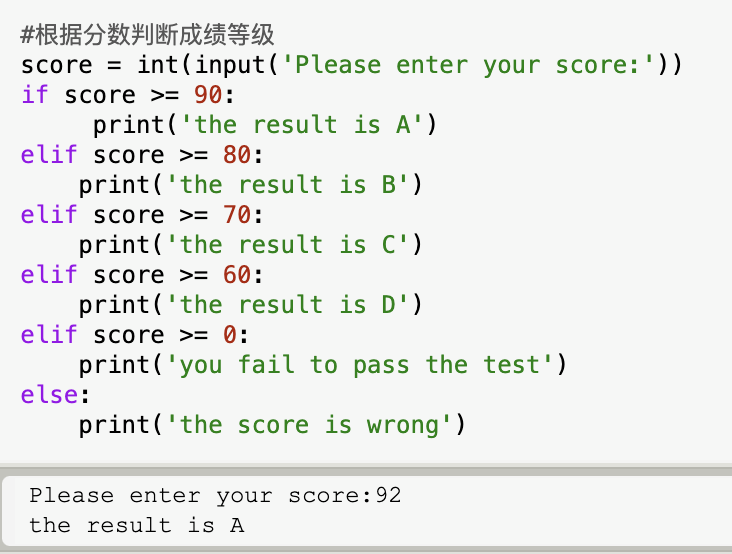 #根据分数判断成绩等级
score = int(input('Please enter your score:'))
if score >= 90:
     print('the result is A')
elif score >= 80:
    print('the result is B')
elif score >= 70:
    print('the result is C')
elif score >= 60:
    print('the result is D')
elif score >= 0:
    print('you fail to pass the test')
else:
    print('the score is wrong')
Please enter your score:92
the result is A